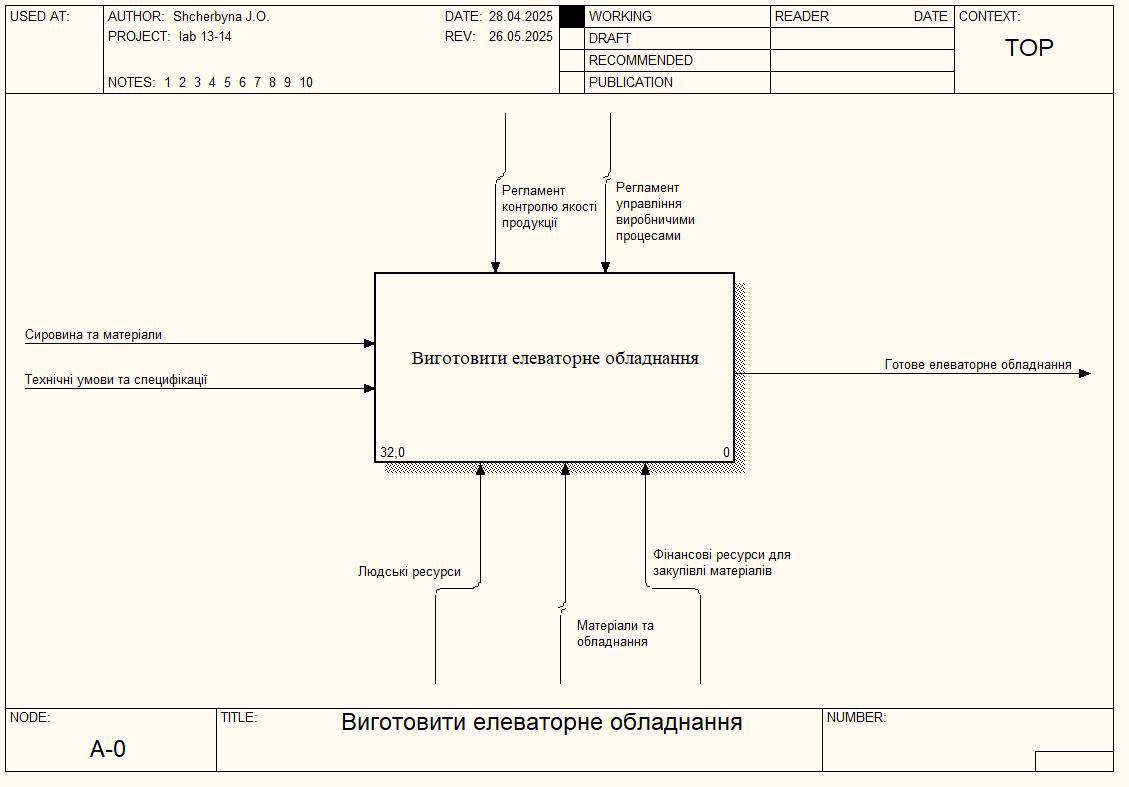 USED AT:
AUTHOR: Shcherbyna J.O.
DATE: 28.04.2025
PROJECT: lab 13-14
REV: 26.05.2025
NOTES: 1 2 3 4 5 6 7 8 9 10
WORKING
DRAFT
RECOMMENDED
PUBLICATION
READER DATE
CONTEXT:
TOP
Регламент
контролю якості
продукції
Регламент
управління
виробничими
процесами
Сировина та матеріали
Технічні умови та специфікації
Виготовити елеваторне обладнання
32,0
0
Готове елеваторне обладнання
Людські ресурси
Фінансові ресурси для
закупівлі матеріалів
Матеріали та
обладнання
NODE:
A-0
TITLE:
Виготовити елеваторне обладнання
NUMBER: